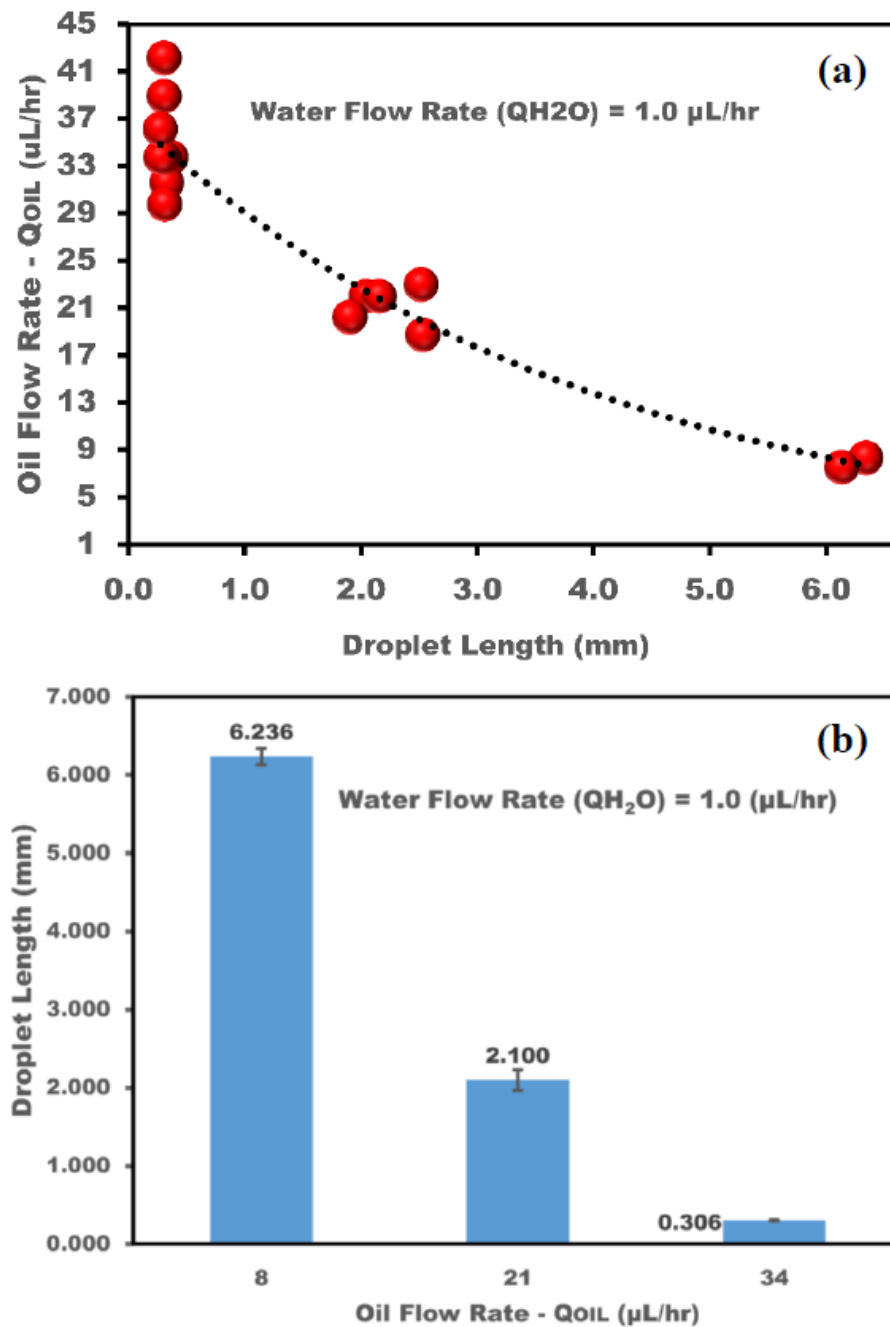 (a)
Water Flow Rate (QH2O) = 1.0 µL/hr
Oil Flow Rate - QOIL (uL/hr)
45
41
37
33
29
25
21
17
13
9
5
1
0.0 1.0 2.0 3.0 4.0 5.0 6.0
Droplet Length (mm)
(b)
Water Flow Rate (QH₂O) = 1.0 (µL/hr)
Droplet Length (mm)
7.000
6.000
5.000
4.000
3.000
2.000
1.000
0.000
6.236
2.100
0.306
8 21 34
Oil Flow Rate - QOIL (µL/hr)